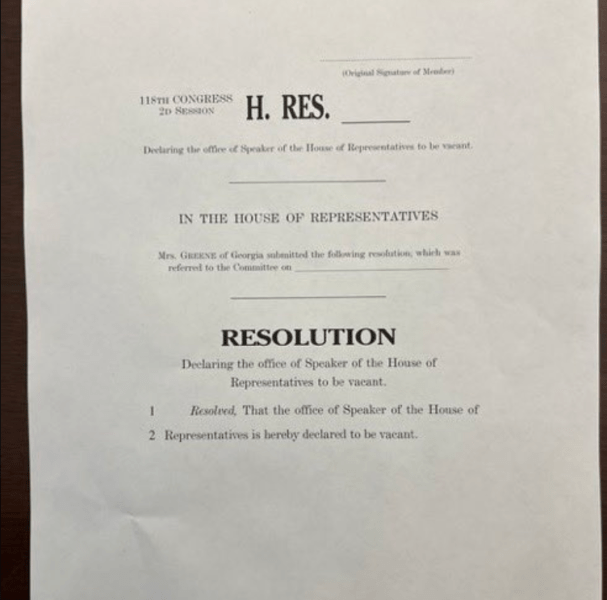 (Original Signature of Member)
118TH CONGRESS
2D SESSION
H. RES.
Declaring the office of Speaker of the House of Representatives to be vacant.
IN THE HOUSE OF REPRESENTATIVES
Mrs. GREENE of Georgia submitted the following resolution; which was
referred to the Committee on
RESOLUTION
Declaring the office of Speaker of the House of
Representatives to be vacant.
1 Resolved, That the office of Speaker of the House of
2 Representatives is hereby declared to be vacant.